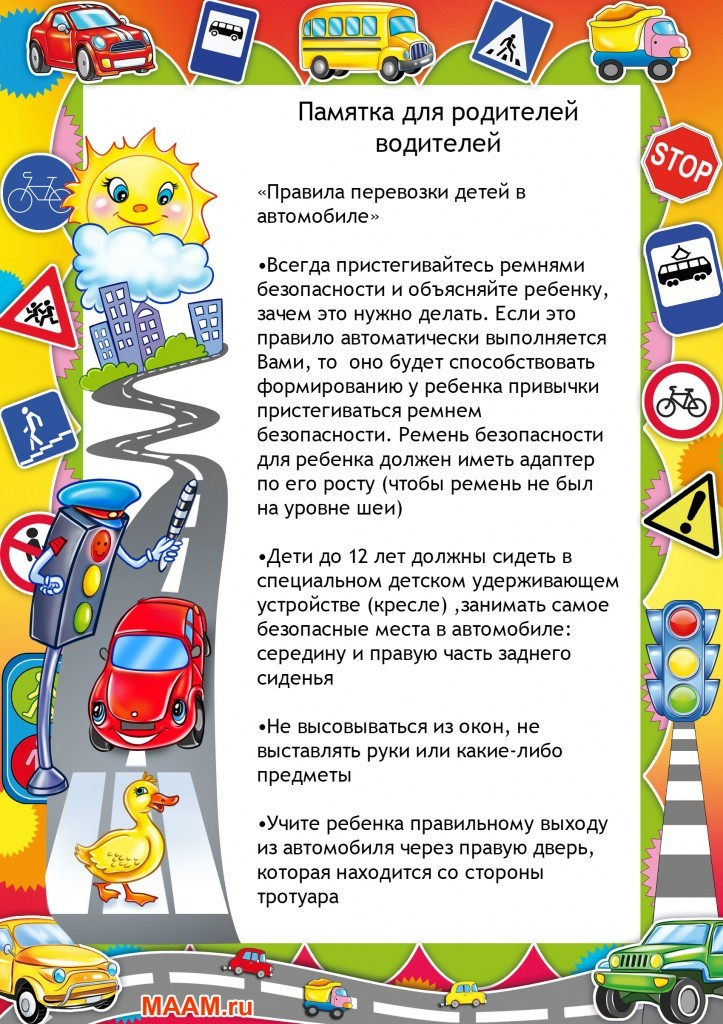 Памятка для родителей
водителей
«Правила перевозки детей в
автомобиле»
•Всегда пристегивайтесь ремнями
безопасности и объясняйте ребенку,
зачем это нужно делать. Если это
правило автоматически выполняется
Вами, то  оно будет способствовать
формированию у ребенка привычки
пристегиваться ремнем
безопасности. Ремень безопасности
для ребенка должен иметь адаптер
по его росту (чтобы ремень не был
на уровне шеи)
•Дети до 12 лет должны сидеть в
специальном детском удерживающем
устройстве (кресле) ,занимать самое
безопасные места в автомобиле:
середину и правую часть заднего
сиденья
•Не высовываться из окон, не
выставлять руки или какие-либо
предметы
•Учите ребенка правильному выходу
из автомобиля через правую дверь,
которая находится со стороны
тротуара
STOP
MAAM.ru